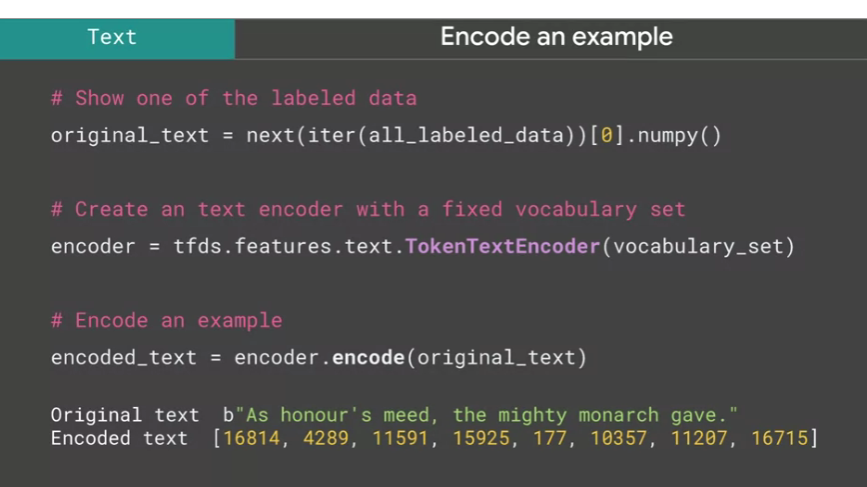 Text
Encode an example
# Show one of the labeled data
original_text = next(iter(all_labeled_data))[0].numpy()
# Create an text encoder with a fixed vocabulary set
encoder = tfds.features.text.TokenTextEncoder(vocabulary_set)
# Encode an example
encoded_text = encoder.encode(original_text)
Original text  b"As honour's meed, the mighty monarch gave."
Encoded text  [16814, 4289, 11591, 15925, 177, 10357, 11207, 16715]